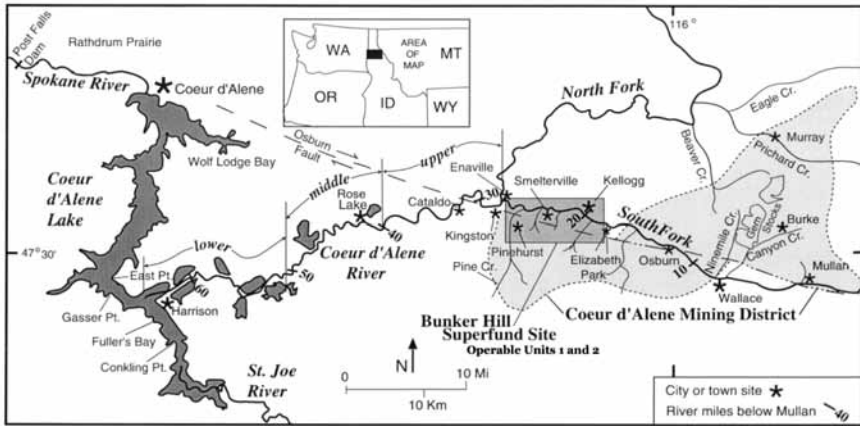 Post Falls
Dam
Rathdrum Prairie
Spokane River
Coeur d'Alene
Wolf Lodge Bay
Coeur
d'Alene
Lake
WA
OR
ID
MT
WY
AREA
OF
MAP
116
North Fork
Eagle Cr.
Beaver Cr.
Prichard Cr.
Murray
Osburn
Fault
upper
middle
lower
Enaville
Smelterville
Kellogg
Rose
Lake
Cataldo
30
20
SouthFork
Kingston
Pinehurst
Pine Cr.
Elizabeth
Park
Osburn
10
Ninemile Cr.
Gem
Stocks
Burke
Canyon Cr.
Mullan
Wallace
40
Coeur d'Alene
River
50
60
47°30'
East Pt.
Gasser Pt.
Harrison
Fuller's Bay
Conkling Pt.
St. Joe
River
Coeur d'Alene Mining District
Bunker Hill
Superfund Site
Operable Units 1 and 2
N
0 10 Mi
10 Km
City or town site
River miles below Mullan 40